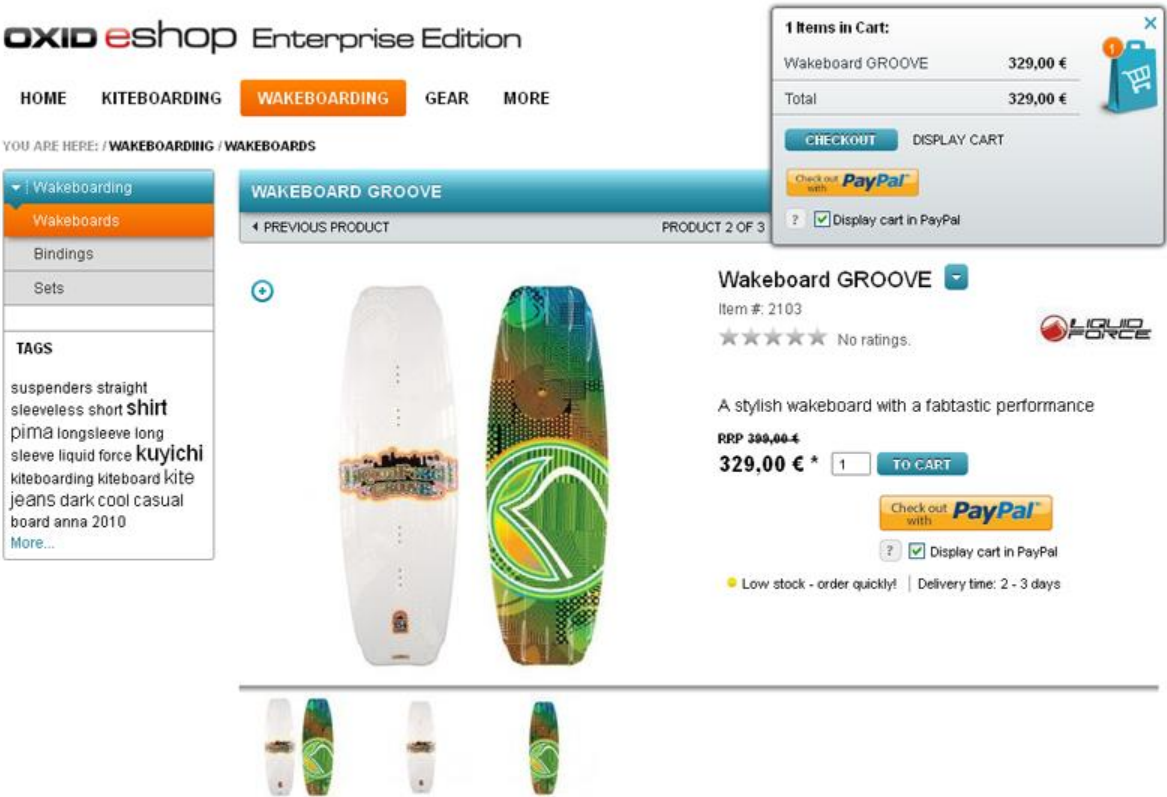 OXID eshop Enterprise Edition
1 Items in Cart:
Wakeboard GROOVE 329,00 €
Total 329,00 €
CHECKOUT DISPLAY CART
Check out with PayPal
? Display cart in PayPal
1
HOME KITEBOARDING WAKEBOARDING GEAR MORE
YOU ARE HERE: / WAKEBOARDING / WAKEBOARDS
Wakeboarding
Wakeboards
Bindings
Sets
TAGS
suspenders straight
sleeveless short shirt
pima longsleeve long
sleeve liquid force kuyichi
kiteboarding kiteboard kite
jeans dark cool casual
board anna 2010
More...
WAKEBOARD GROOVE
PREVIOUS PRODUCT PRODUCT 2 OF 3
Wakeboard GROOVE
Item #: 2103
No ratings.
LIQUID
FORCE
A stylish wakeboard with a fabtastic performance
RRP 399,00 €
329,00 € * 1 TO CART
Check out with PayPal
? Display cart in PayPal
Low stock - order quickly! | Delivery time: 2 - 3 days
GROOVE